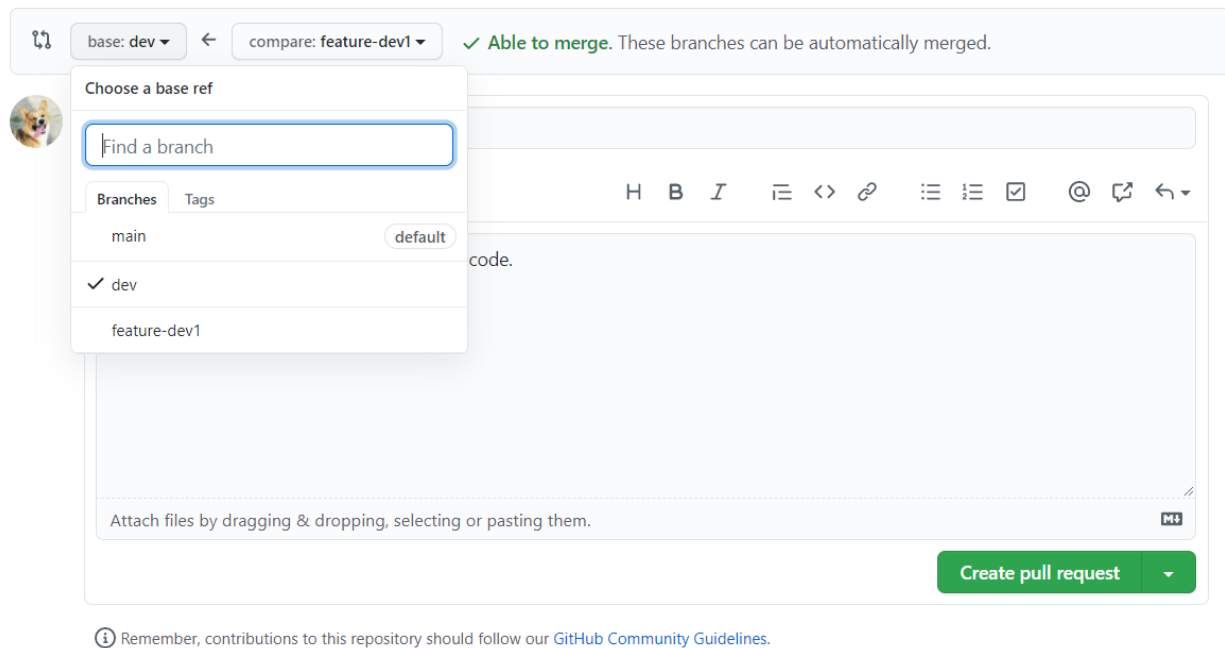 base: dev
compare: feature-dev1
Able to merge. These branches can be automatically merged.
Choose a base ref
Find a branch
Branches Tags
H B I
main default
code.
dev
feature-dev1
Attach files by dragging & dropping, selecting or pasting them.
M
Create pull request
Remember, contributions to this repository should follow our GitHub Community Guidelines.